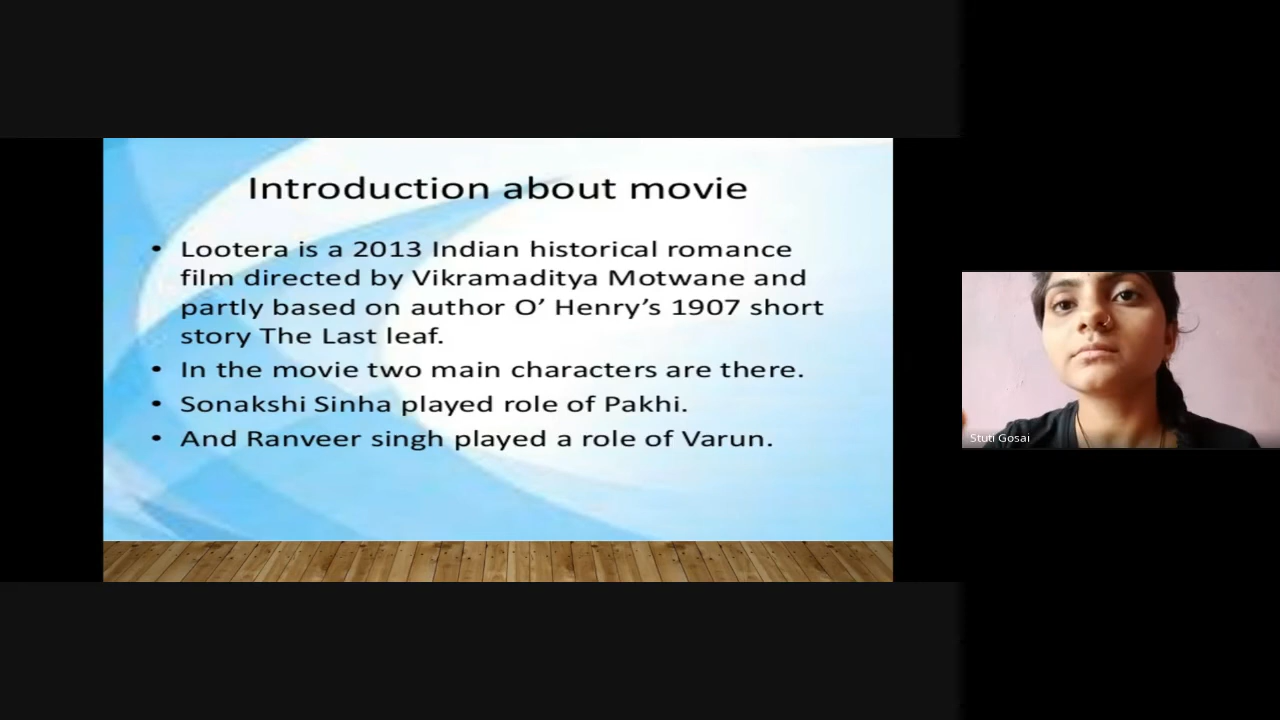 Introduction about movie
• Lootera is a 2013 Indian historical romance
film directed by Vikramaditya Motwane and
partly based on author O’ Henry’s 1907 short
story The Last leaf.
• In the movie two main characters are there.
• Sonakshi Sinha played role of Pakhi.
• And Ranveer singh played a role of Varun.
Stuti Gosai